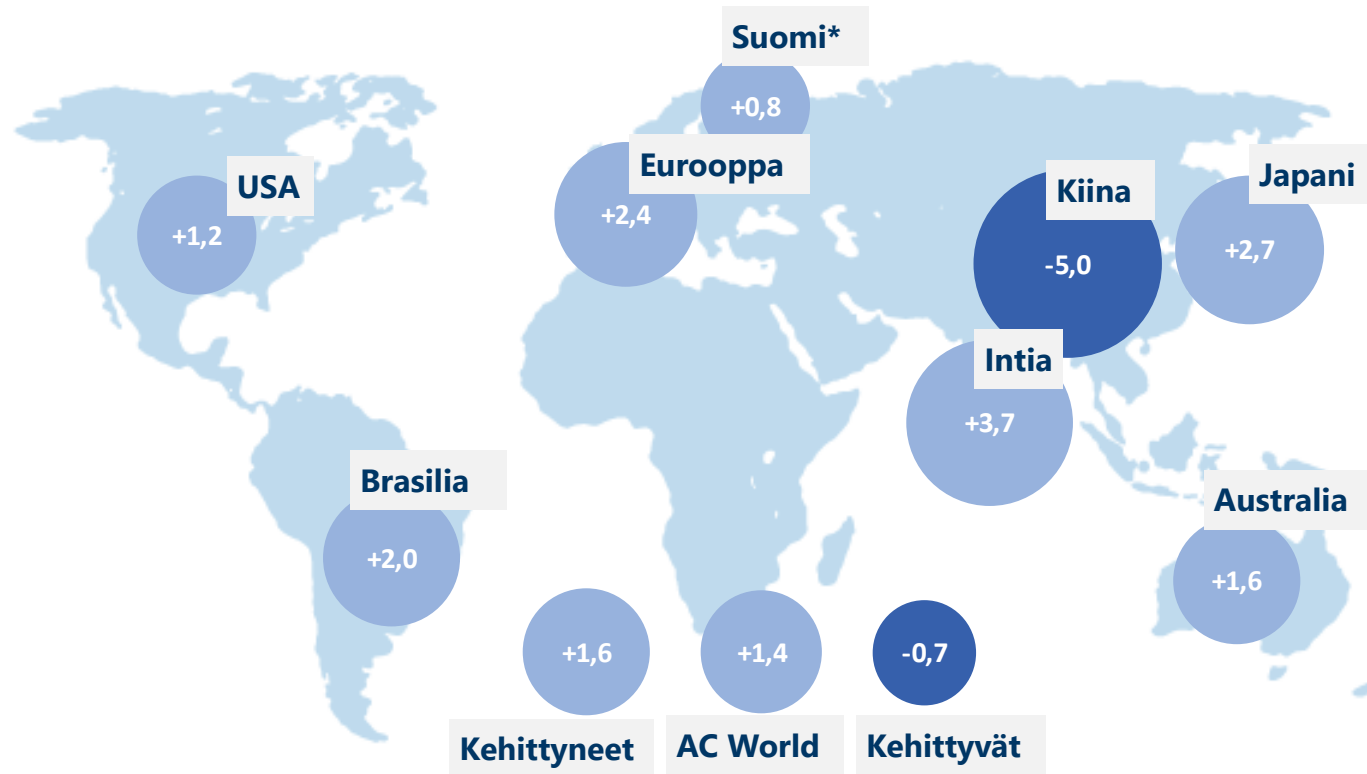 Suomi*
+0,8
Eurooppa
+2,4
USA
+1,2
Kiina
-5,0
Japani
+2,7
Intia
+3,7
Brasilia
+2,0
Australia
+1,6
+1,6
Kehittyneet
+1,4
AC World
-0,7
Kehittyvät